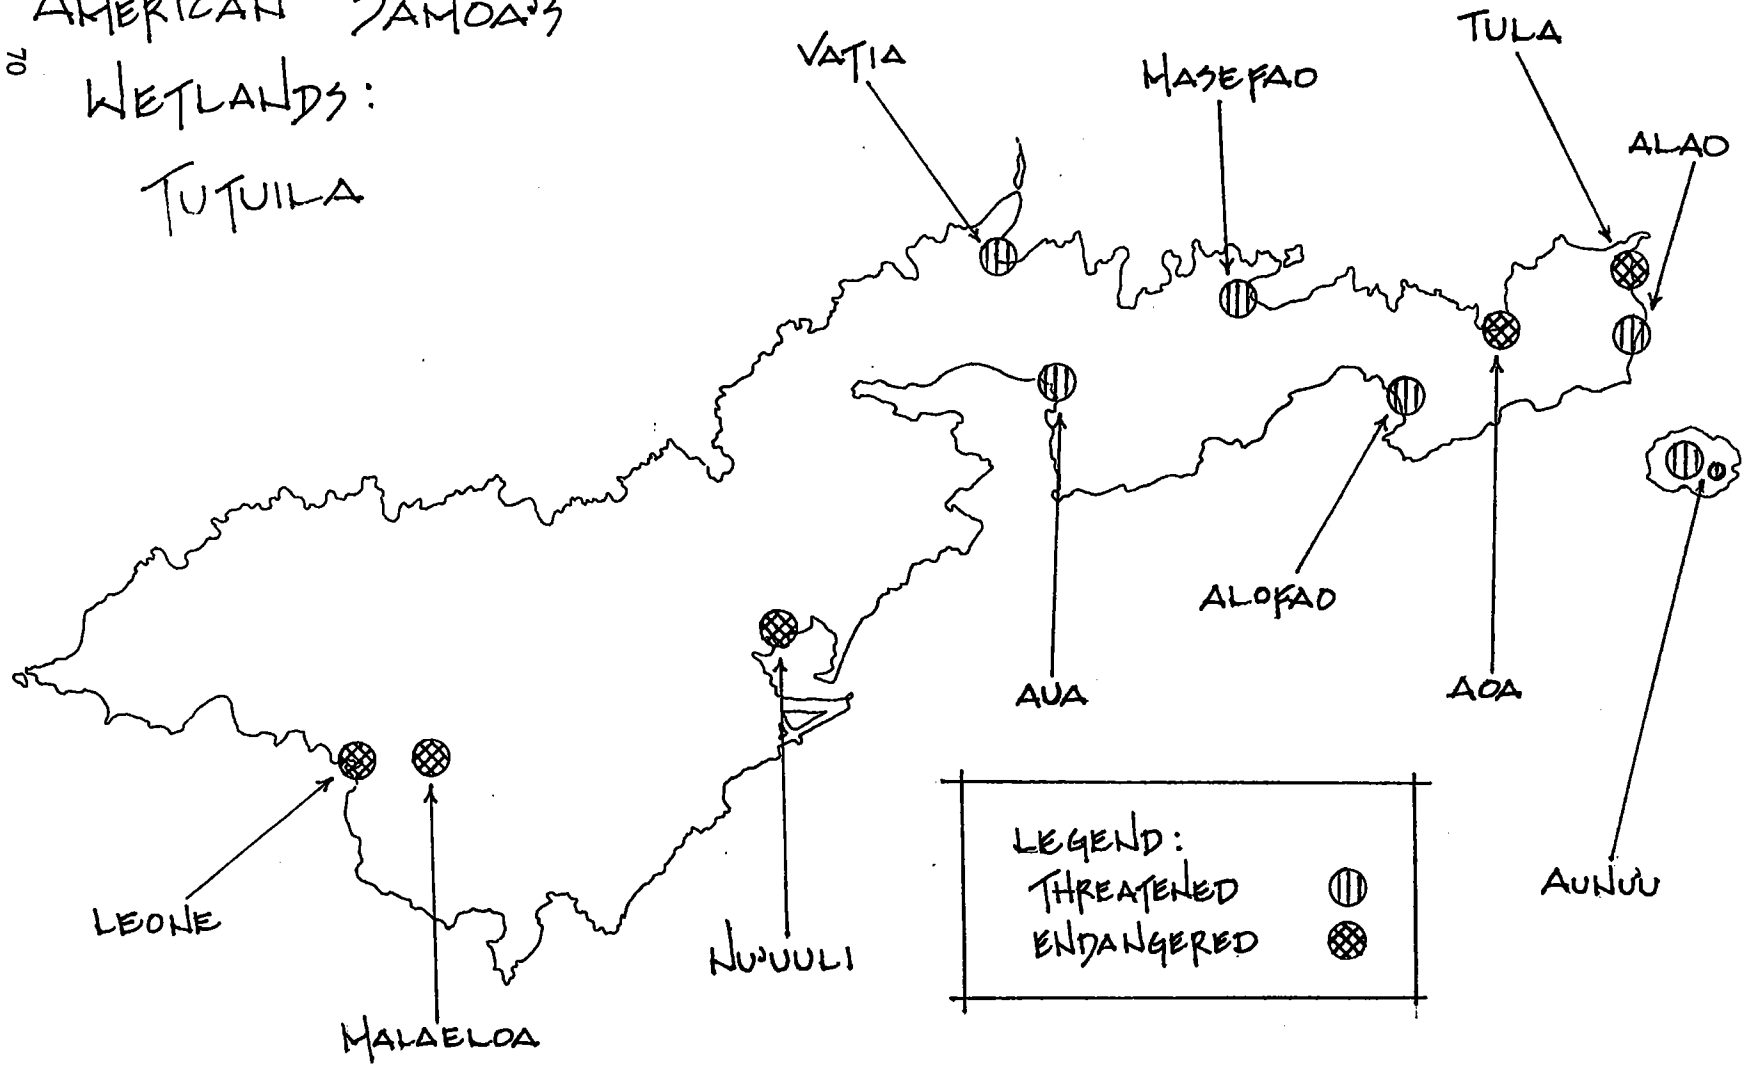 AMERICAN SAMOA'S
WETLANDS:
TUTUILA
70
VATIA
MASEFAO
TULA
ALAO
ALOFAO
AUA
AOA
AUNU'U
LEONE
MALAELOA
NU'UULI
LEGEND:
THREATENED
ENDANGERED